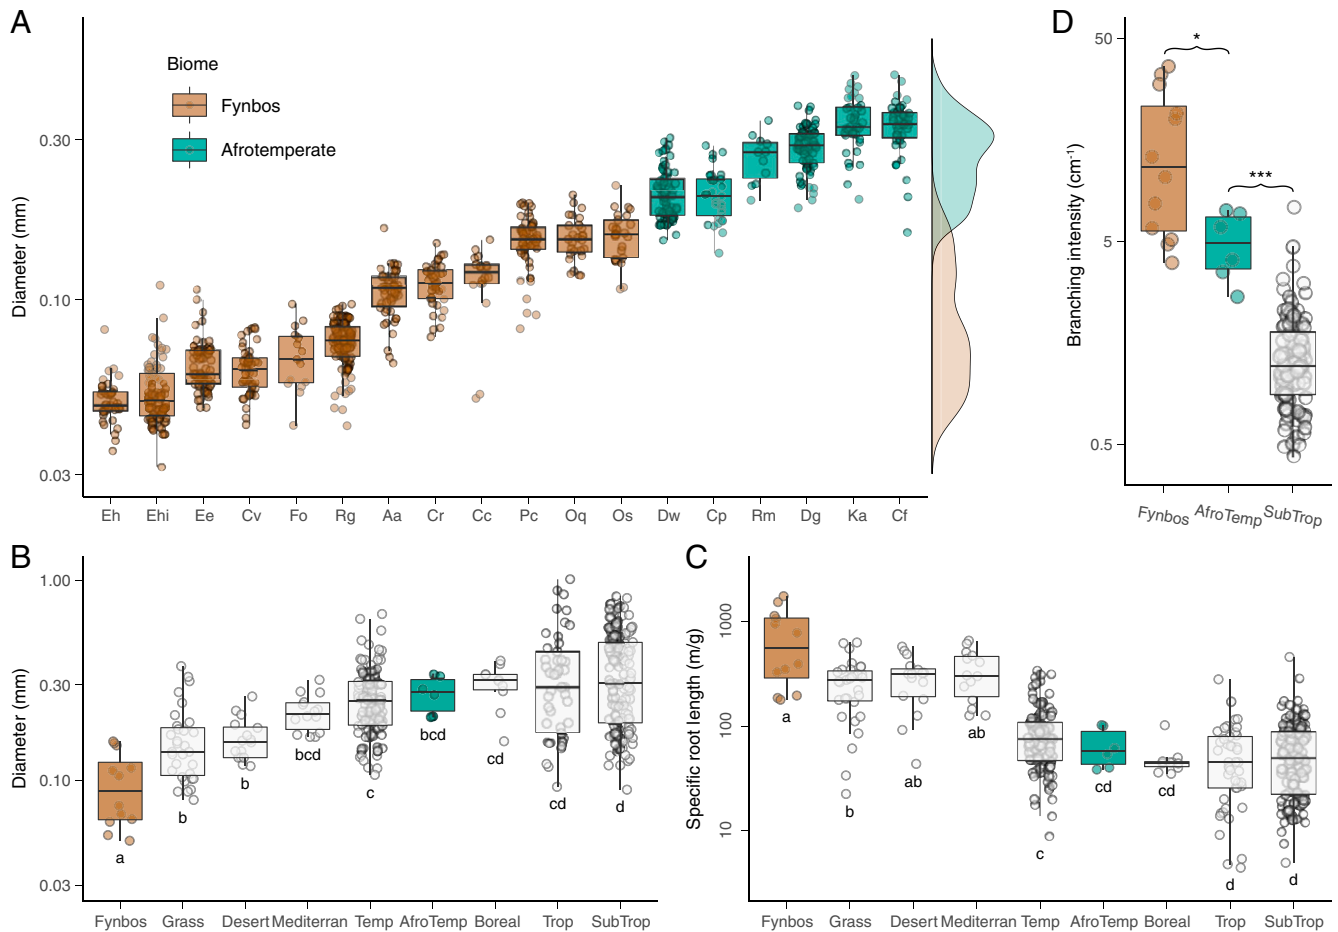 A
Biome
Fynbos
Afrotemperate
Diameter (mm)
0.30
0.10
0.03
Eh Ehi Ee Cv Fo Rg Aa Cr Cc Pc Oq Os Dw Cp Rm Dg Ka Cf
D
Branching intensity (cm-1)
50
5.0
0.5
*
***
Fynbos AfroTemp SubTrop
B
Diameter (mm)
1.00
0.30
0.10
0.03
a b b bcd c bcd cd cd d
Fynbos Grass Desert Mediterran Temp AfroTemp Boreal Trop SubTrop
C
Specific root length (m/g)
1000
100
10
a b ab ab c cd cd d d
Fynbos Grass Desert Mediterran Temp AfroTemp Boreal Trop SubTrop